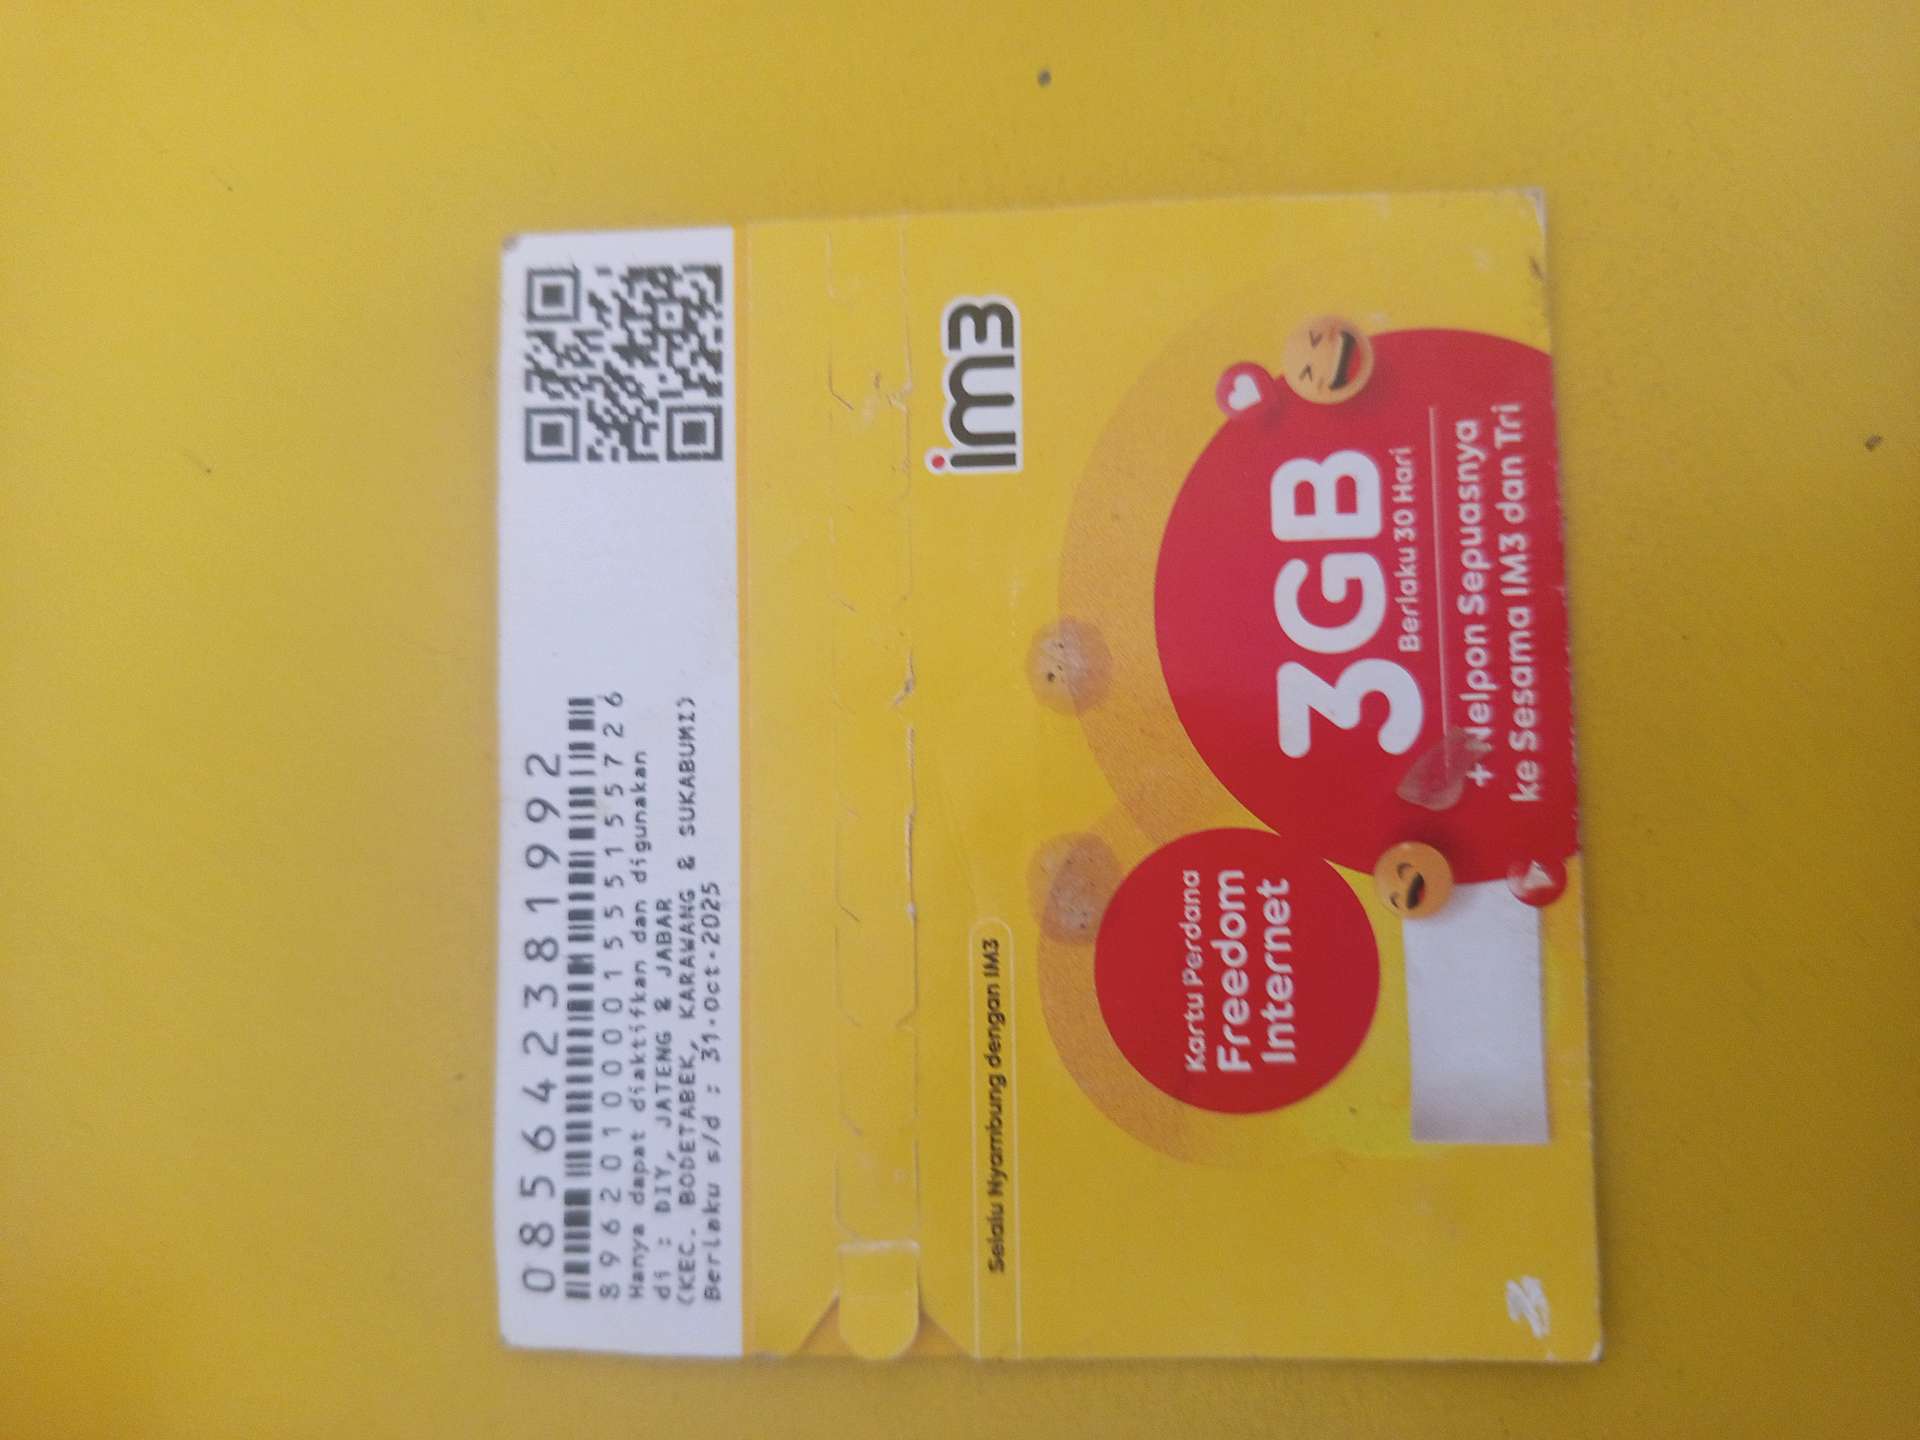 085642381992
8962010000155515 5726
Hanya dapat diaktifkan dan digunakan
di : DIY, JATENG & JABAR
(KEC. BODETABEK, KARAWANG & SUKABUMI)
Berlaku s/d : 31-Oct-2025
im3
Selalu Nyambung dengan IM3
Kartu Perdana
Freedom
Internet
3GB
Berlaku 30 Hari
+ Nelpon Sepuasnya
ke Sesama IM3 dan Tri